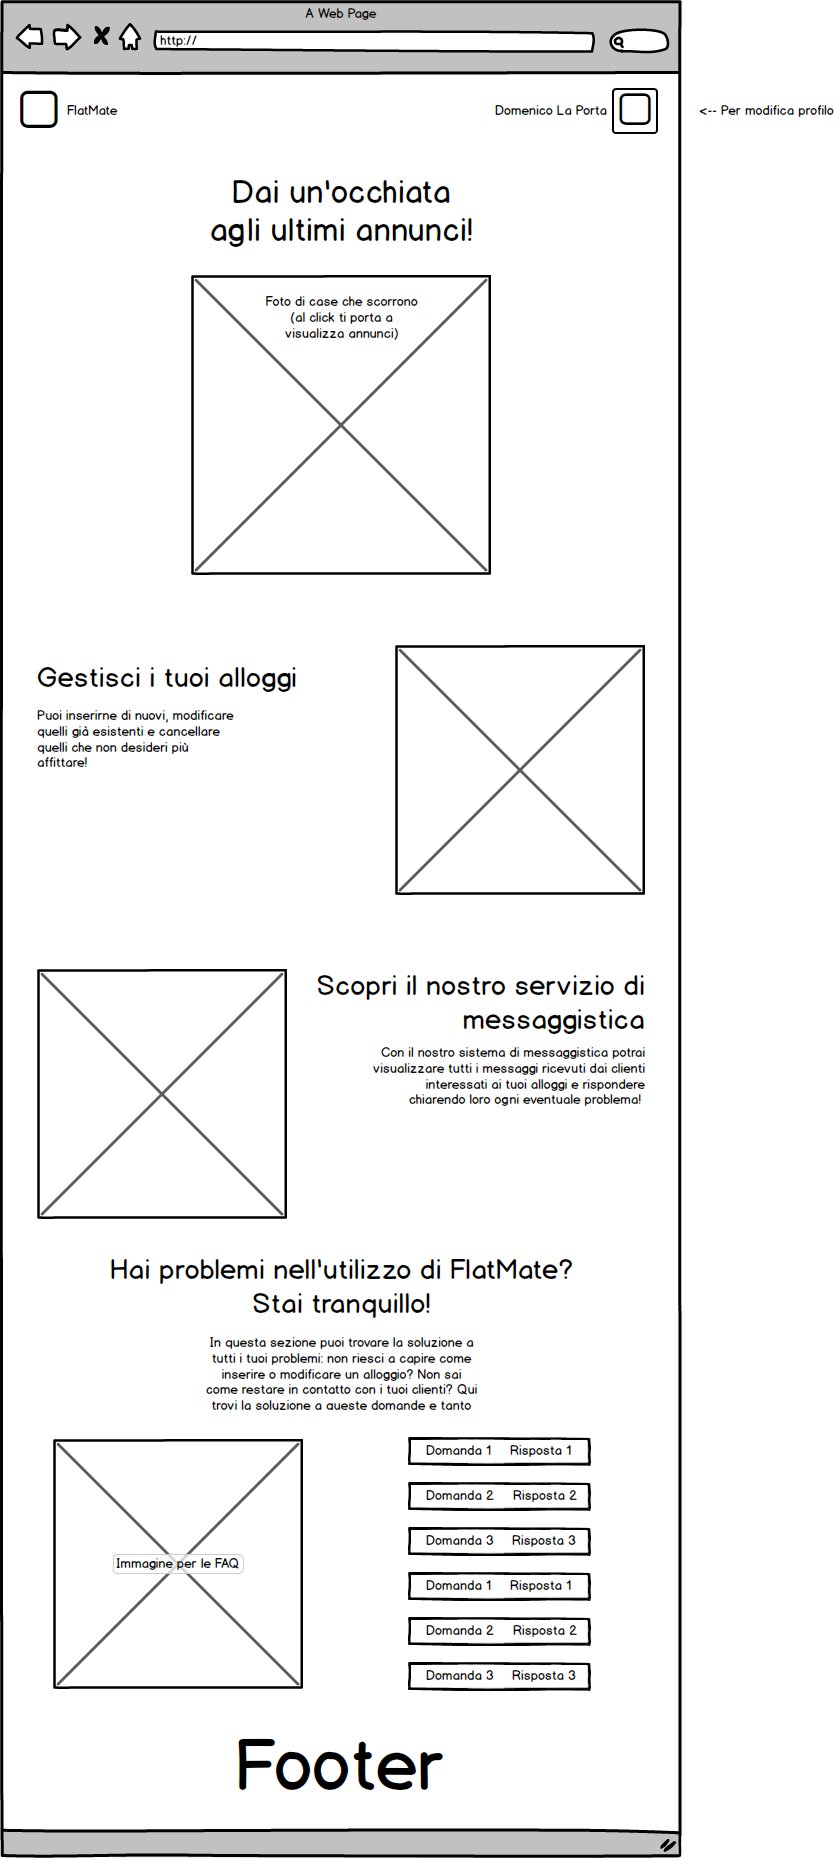 A Web Page
http://
FlatMate
Domenico La Porta
<-- Per modifica profilo
Dai un'occhiata
agli ultimi annunci!
Foto di case che scorrono
(al click ti porta a
visualizza annunci)
Gestisci i tuoi alloggi
Puoi inserirne di nuovi, modificare
quelli già esistenti e cancellare
quelli che non desideri più
affittare!
Scopri il nostro servizio di
messaggistica
Con il nostro sistema di messaggistica potrai
visualizzare tutti i messaggi ricevuti dai clienti
interessati ai tuoi alloggi e rispondere
chiarendo loro ogni eventuale problema!
Hai problemi nell'utilizzo di FlatMate?
Stai tranquillo!
In questa sezione puoi trovare la soluzione a
tutti i tuoi problemi: non riesci a capire come
inserire o modificare un alloggio? Non sai
come restare in contatto con i tuoi clienti? Qui
trovi la soluzione a queste domande e tanto
Immagine per le FAQ
Domanda 1 Risposta 1
Domanda 2 Risposta 2
Domanda 3 Risposta 3
Domanda 1 Risposta 1
Domanda 2 Risposta 2
Domanda 3 Risposta 3
Footer